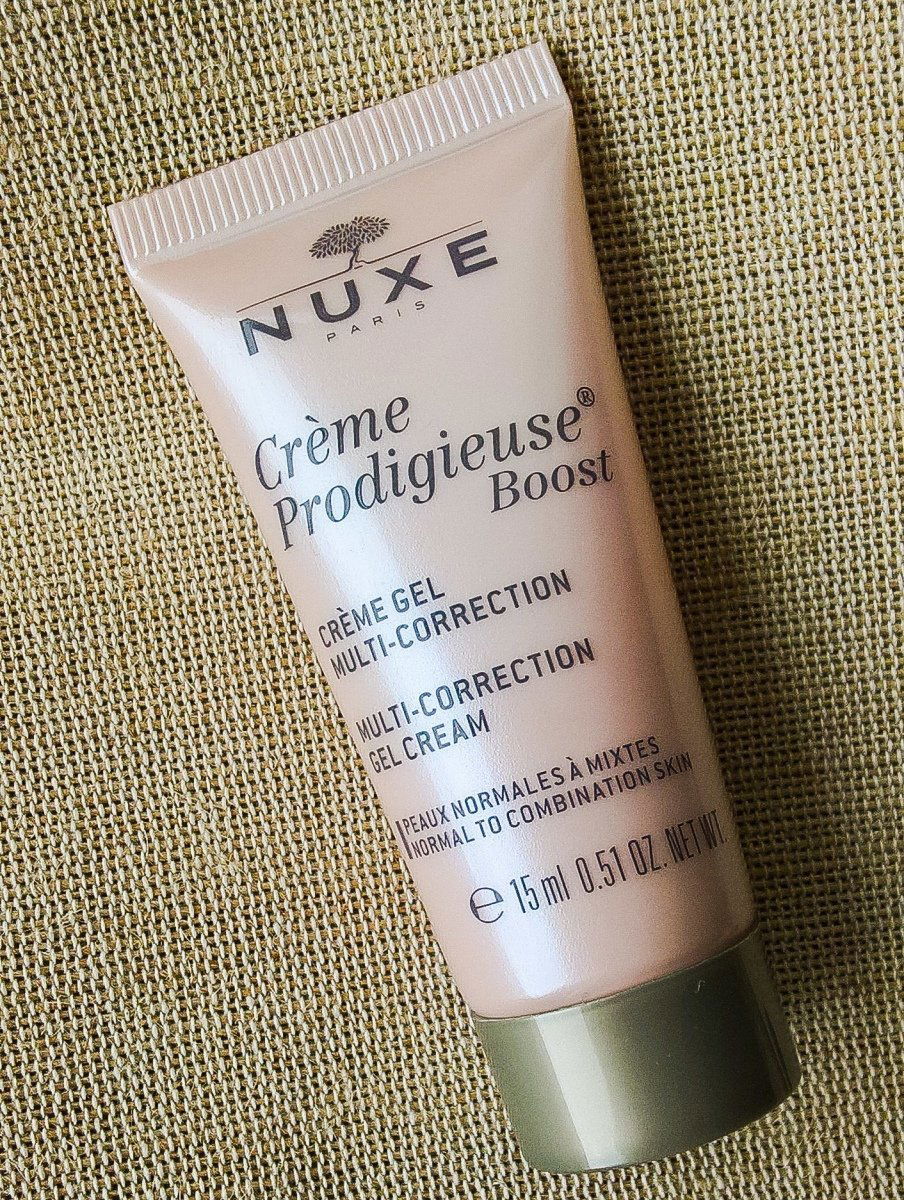 NUXE
PARIS
Crème
Prodigieuse®
Boost
CRÈME GEL
MULTI-CORRECTION
MULTI-CORRECTION
GEL CREAM
PEAUX NORMALES À MIXTES
NORMAL TO COMBINATION SKIN
℮ 15 ml 0.51 OZ. NET WT.